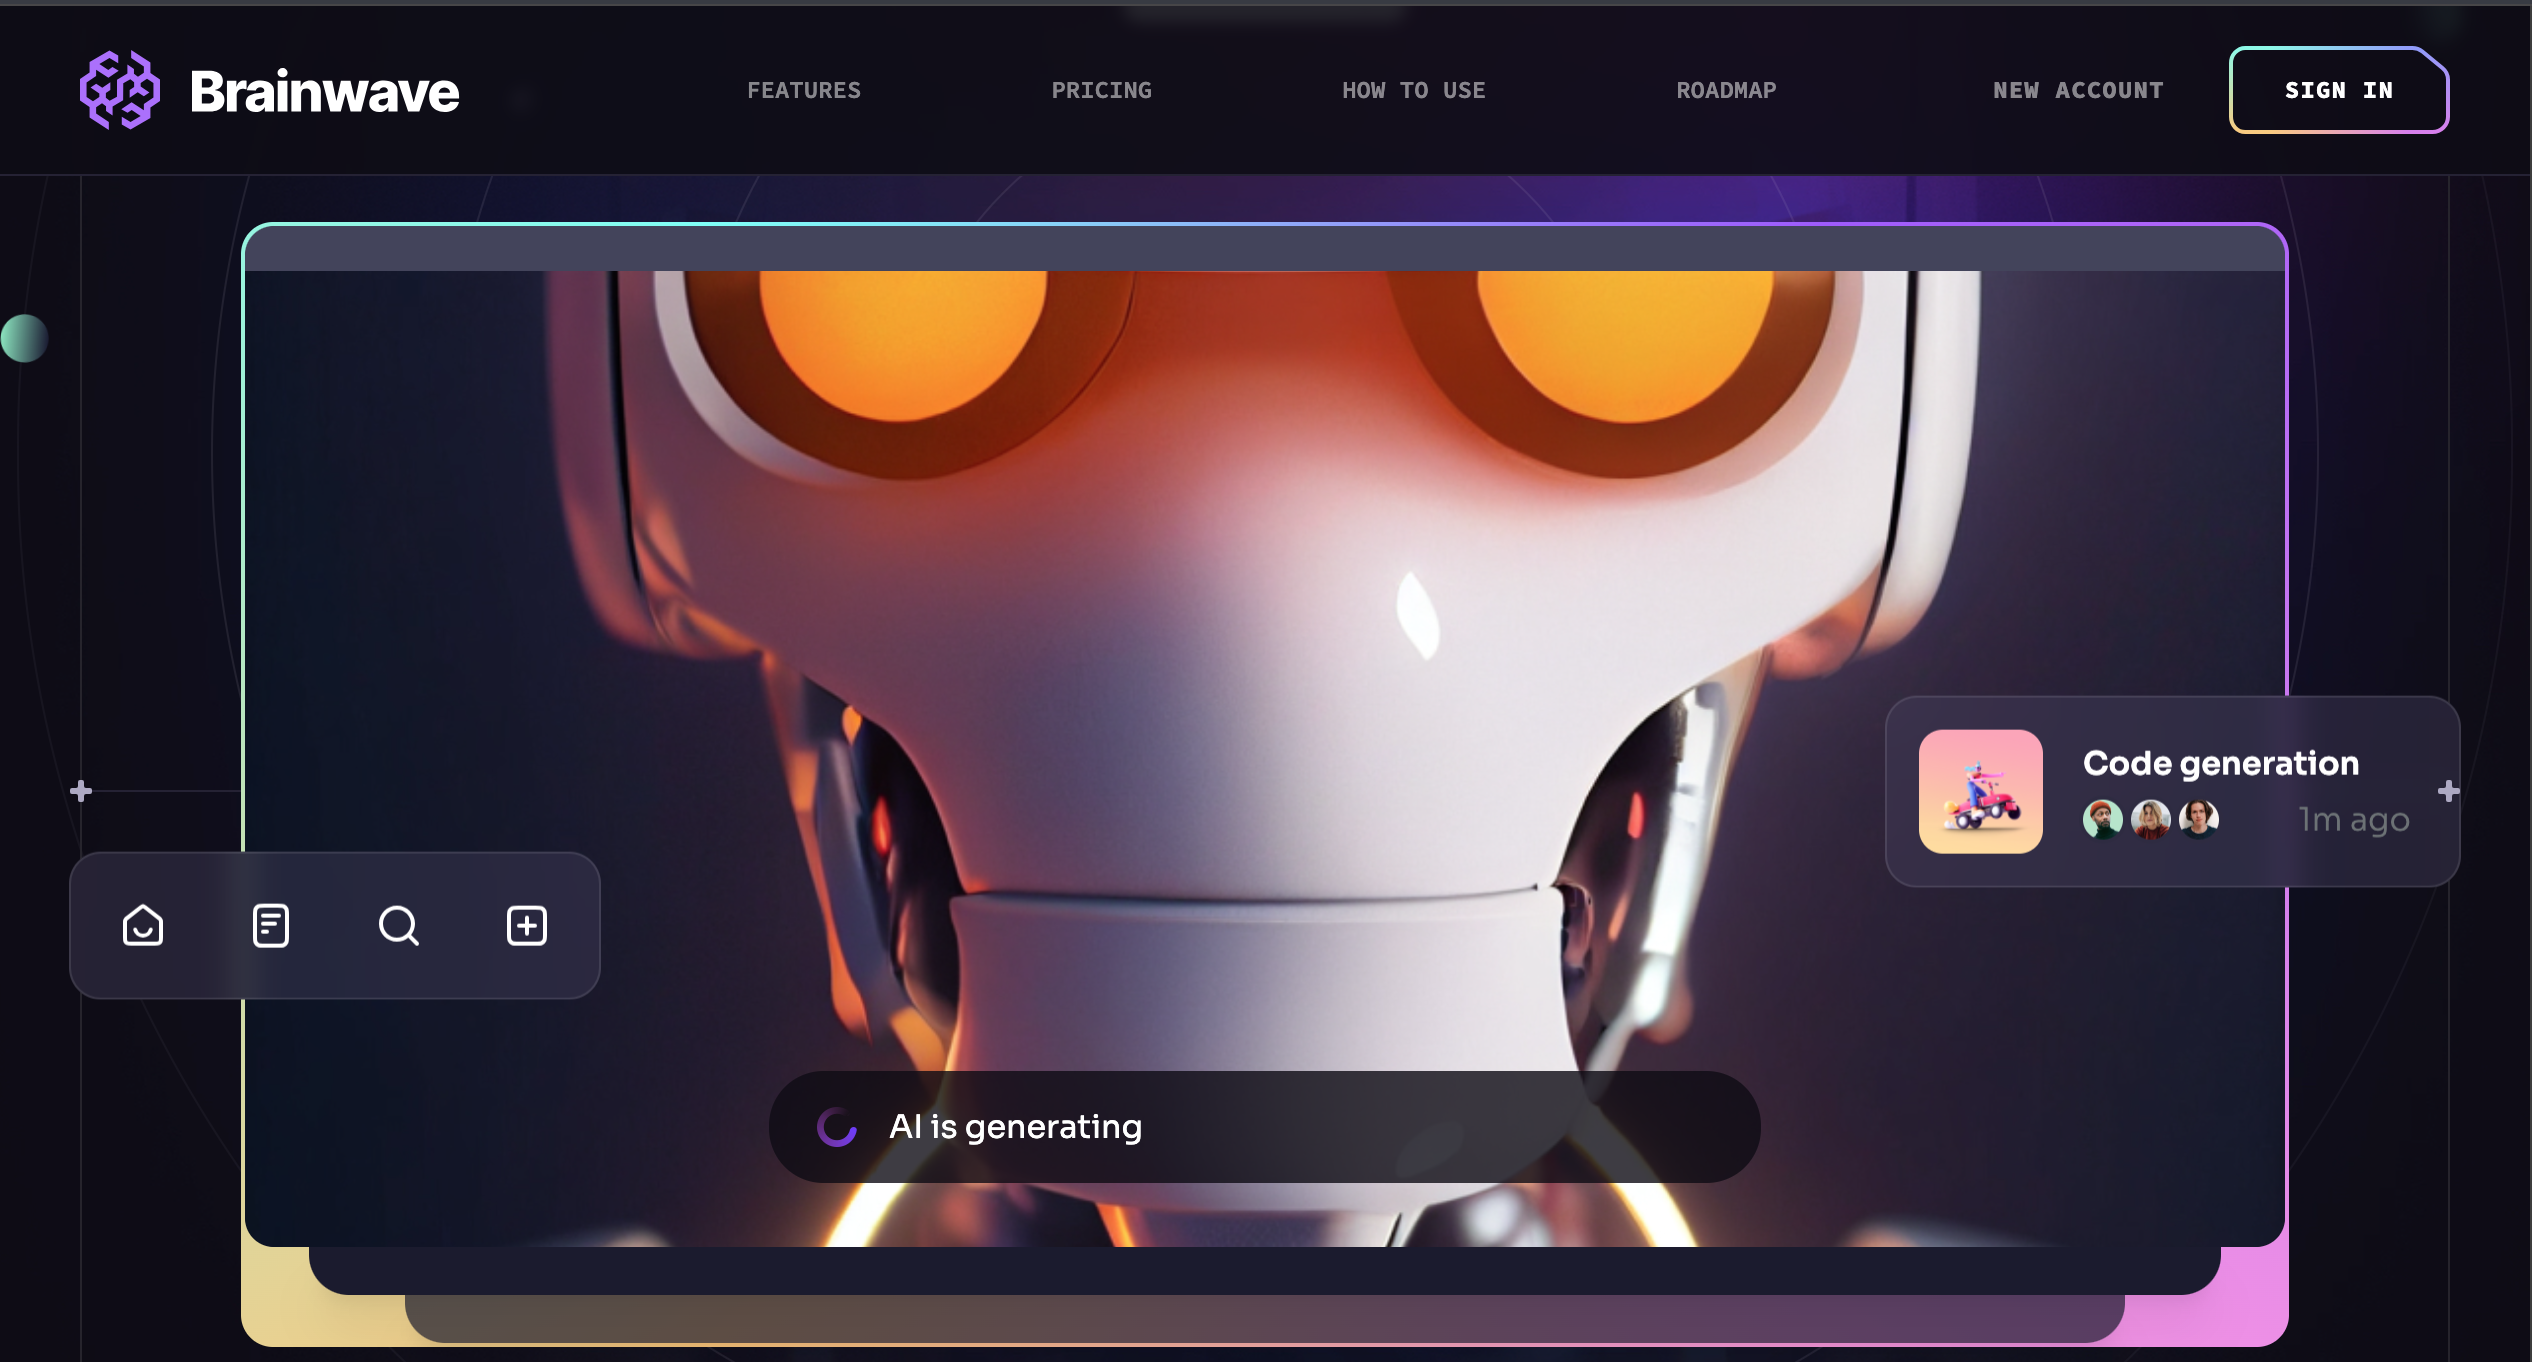 Brainwave
FEATURES
PRICING
HOW TO USE
ROADMAP
NEW ACCOUNT
SIGN IN
Code generation
1m ago
AI is generating